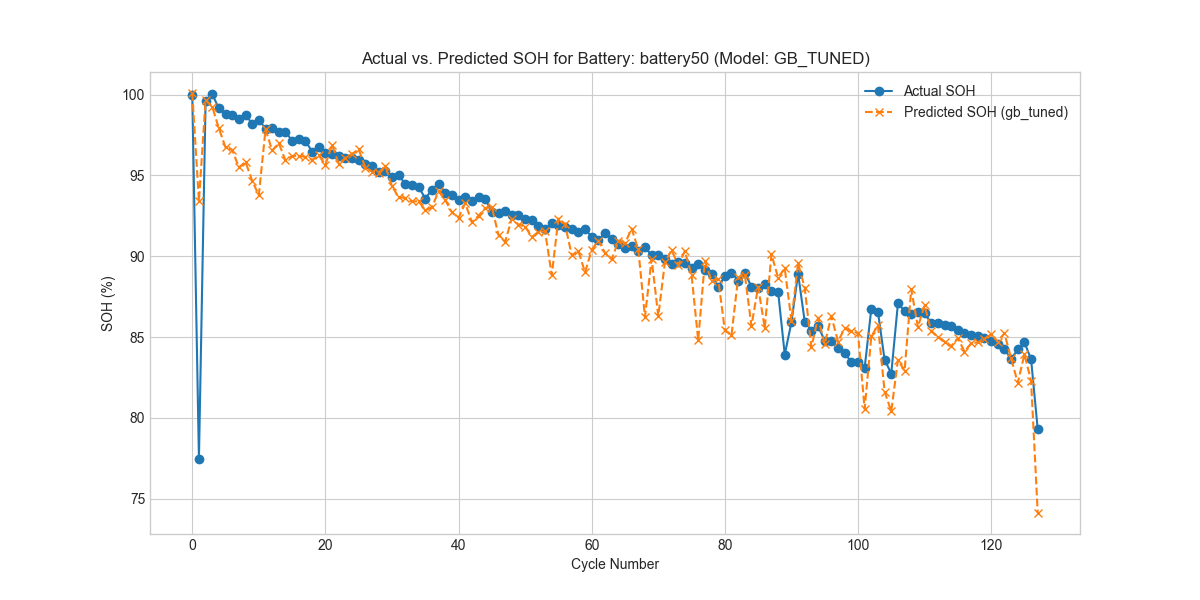 Actual vs. Predicted SOH for Battery: battery50 (Model: GB_TUNED)
Actual SOH
Predicted SOH (gb_tuned)
100
95
90
85
80
75
SOH (%)
0 20 40 60 80 100 120
Cycle Number